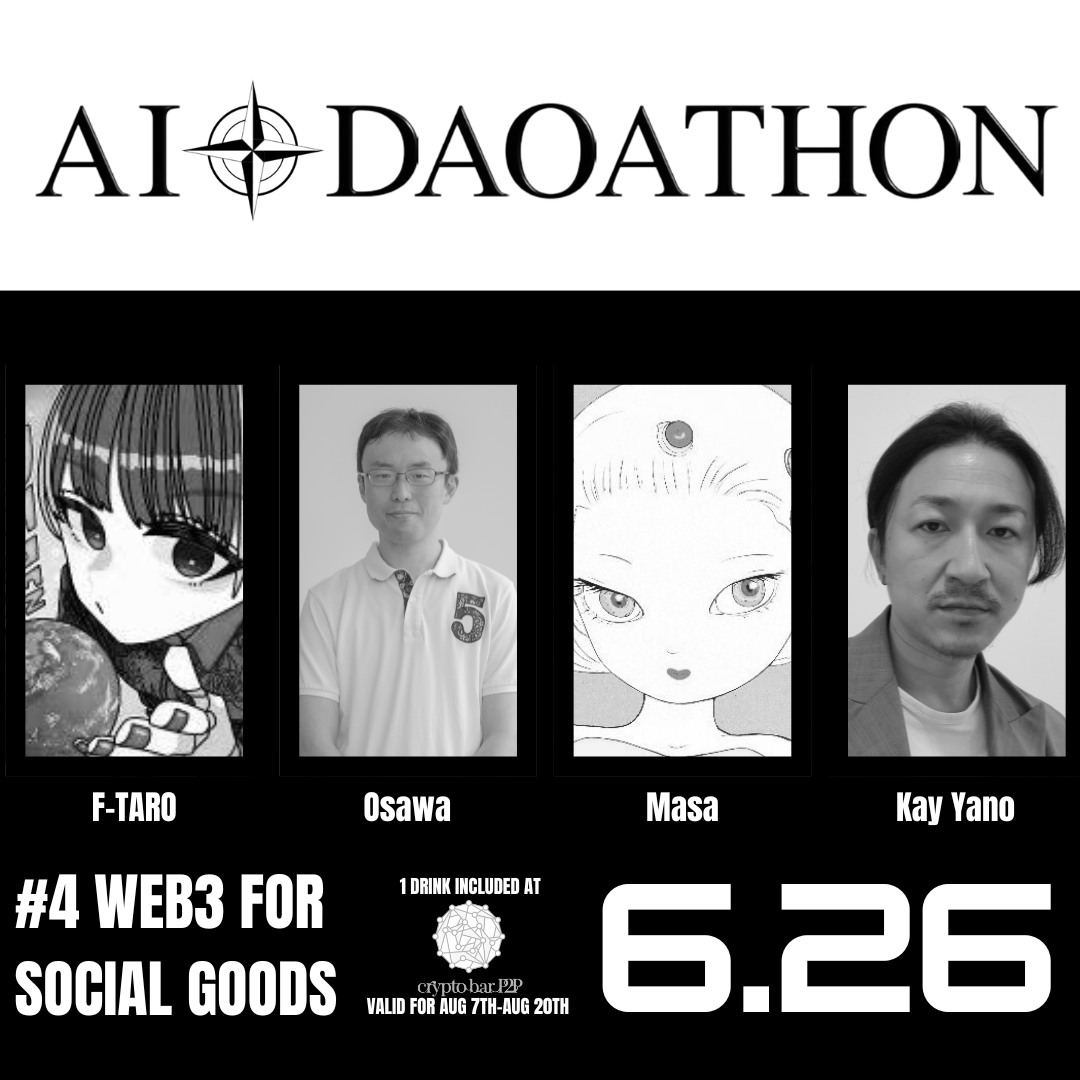 AI DAOATHON
F-TARO
Osawa
Masa
Kay Yano
#4 WEB3 FOR
SOCIAL GOODS
1 DRINK INCLUDED AT
crypto bar P2P
VALID FOR AUG 7TH-AUG 20TH
6.26
5